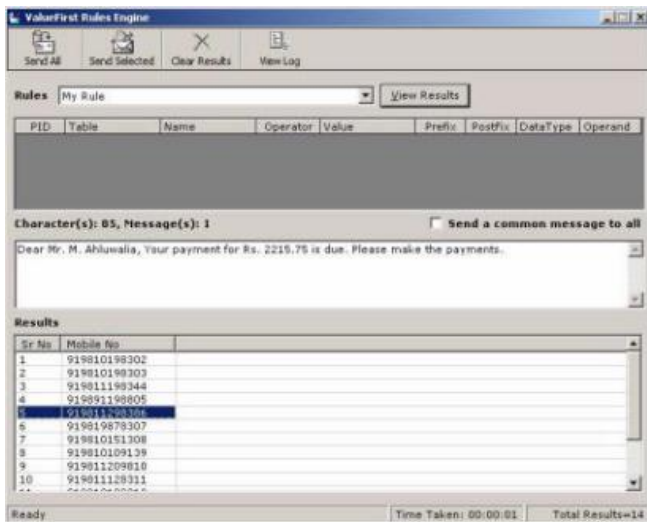 ValueFirst Rules Engine
Send All Send Selected Clear Results View Log
Rules My Rule View Results
PID Table Name Operator Value Prefix Postfix DataType Operand
Character(s): 85, Message(s): 1 Send a common message to all
Dear Mr. M. Ahluwalia, Your payment for Rs. 2215.75 is due. Please make the payments.
Results
Sr No Mobile No
1 919810198302
2 919810198303
3 919811198344
4 919891198805
5 919811298386
6 919819878307
7 919810151308
8 919810109139
9 919811209810
10 919811128311
Ready Time Taken: 00:00:01 Total Results=14